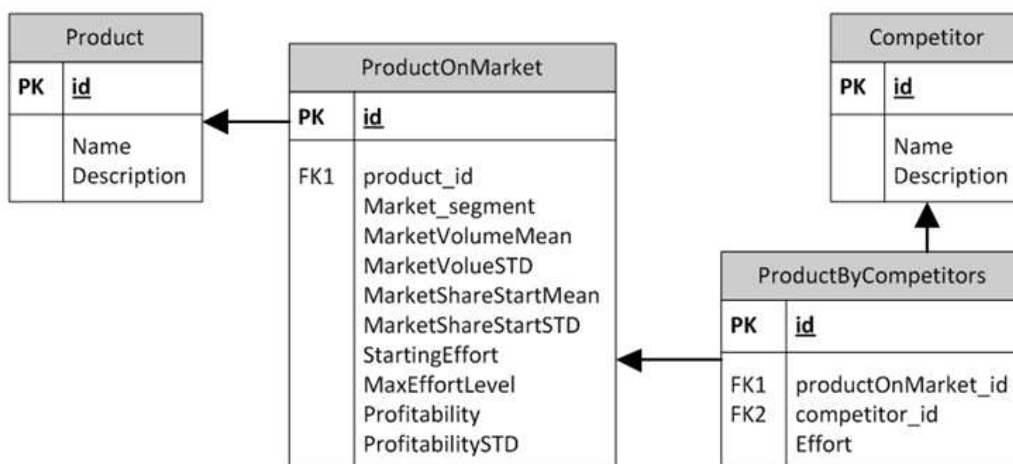 Product
PK id
Name
Description
ProductOnMarket
PK id
FK1 product_id
Market_segment
MarketVolumeMean
MarketVolueSTD
MarketShareStartMean
MarketShareStartSTD
StartingEffort
MaxEffortLevel
Profitability
ProfitabilitySTD
Competitor
PK id
Name
Description
ProductByCompetitors
PK id
FK1 productOnMarket_id
FK2 competitor_id
Effort